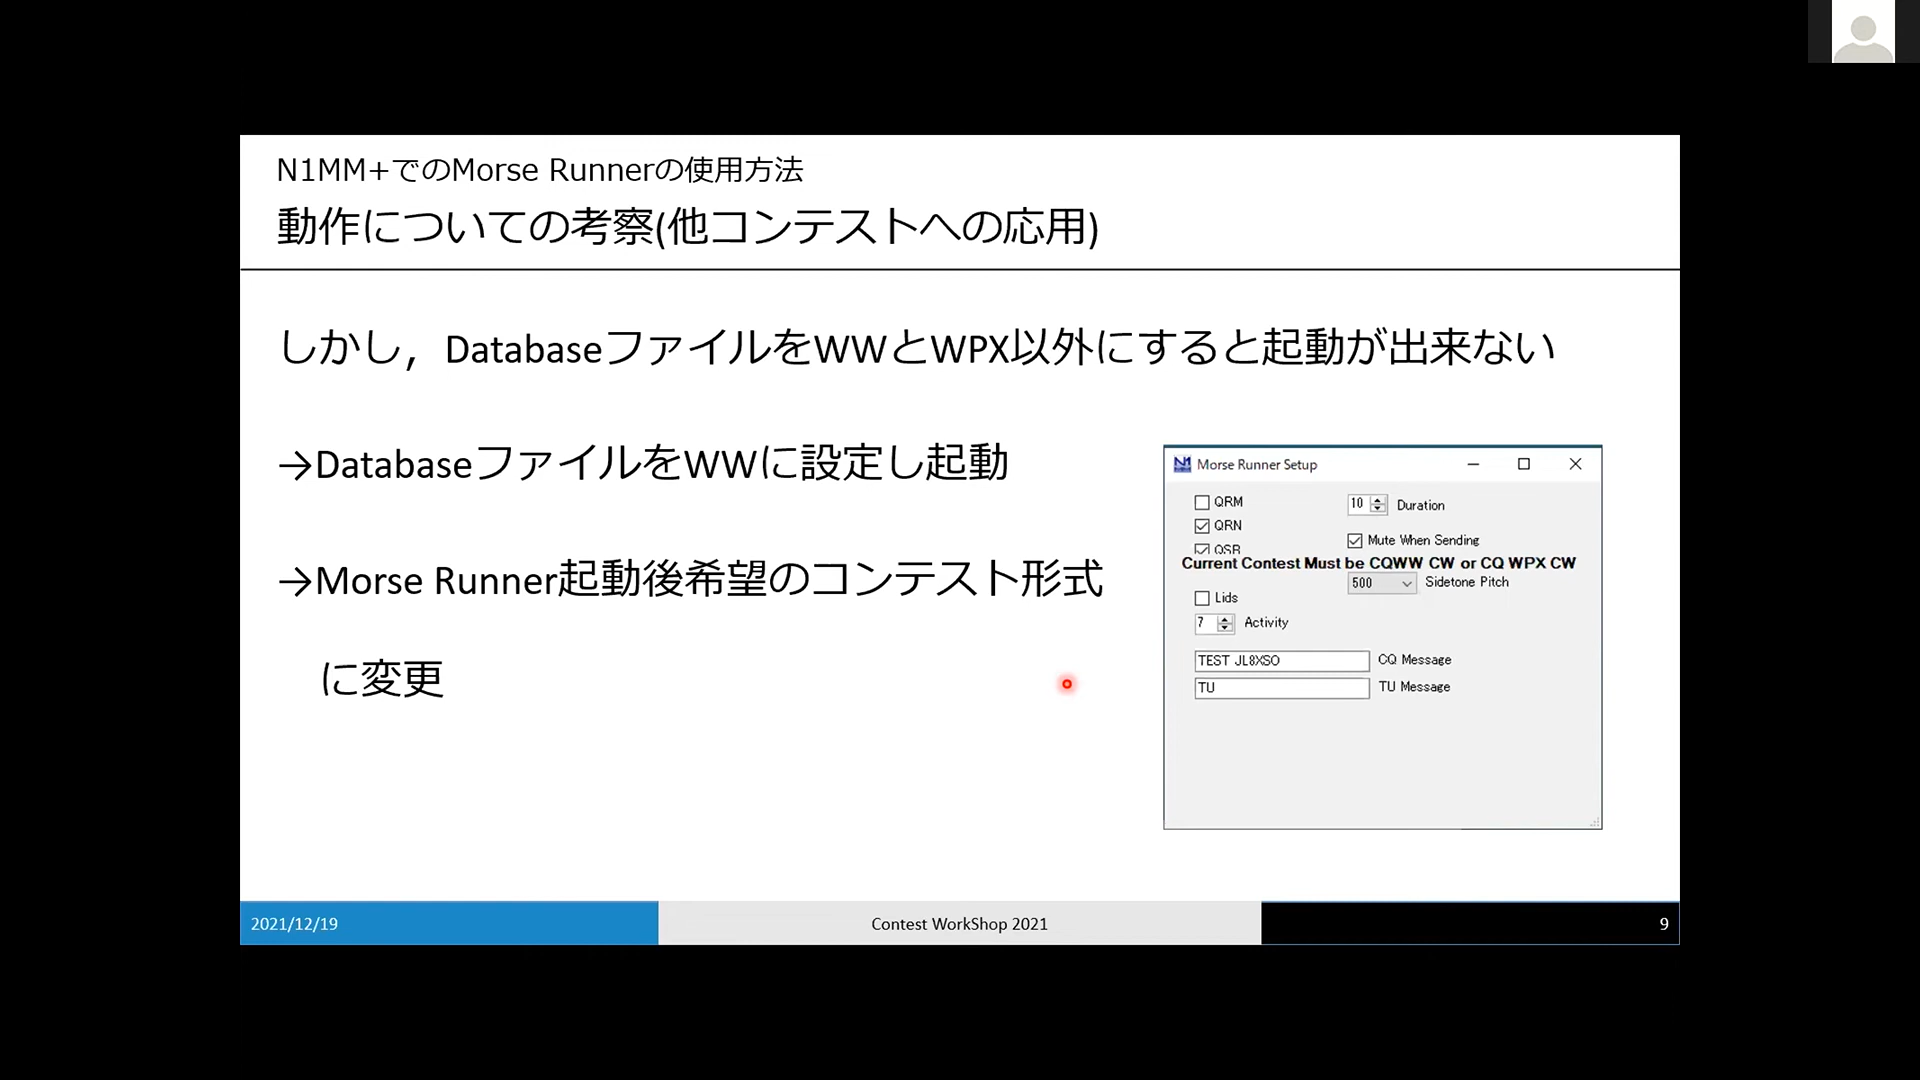 N1MM+でのMorse Runnerの使用方法
動作についての考察(他コンテストへの応用)
しかし，DatabaseファイルをWWとWPX以外にすると起動が出来ない
→DatabaseファイルをWWに設定し起動
→Morse Runner起動後希望のコンテスト形式
に変更
N1
Morse Runner Setup
QRM
10 Duration
QRN
Mute When Sending
QSB
Current Contest Must be CQWW CW or CQ WPX CW
500 Sidetone Pitch
Lids
7 Activity
TEST JL8XSO CQ Message
TU TU Message
2021/12/19
Contest WorkShop 2021
9